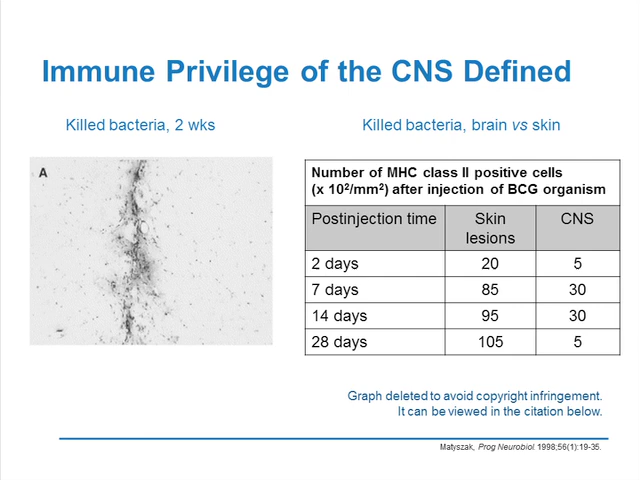 Immune Privilege of the CNS Defined
Killed bacteria, 2 wks
Killed bacteria, brain vs skin
A
Number of MHC class II positive cells
(x 10²/mm²) after injection of BCG organism
Postinjection time Skin lesions CNS
2 days 20 5
7 days 85 30
14 days 95 30
28 days 105 5
Graph deleted to avoid copyright infringement.
It can be viewed in the citation below.
Matyszak, Prog Neurobiol. 1998;56(1):19-35.